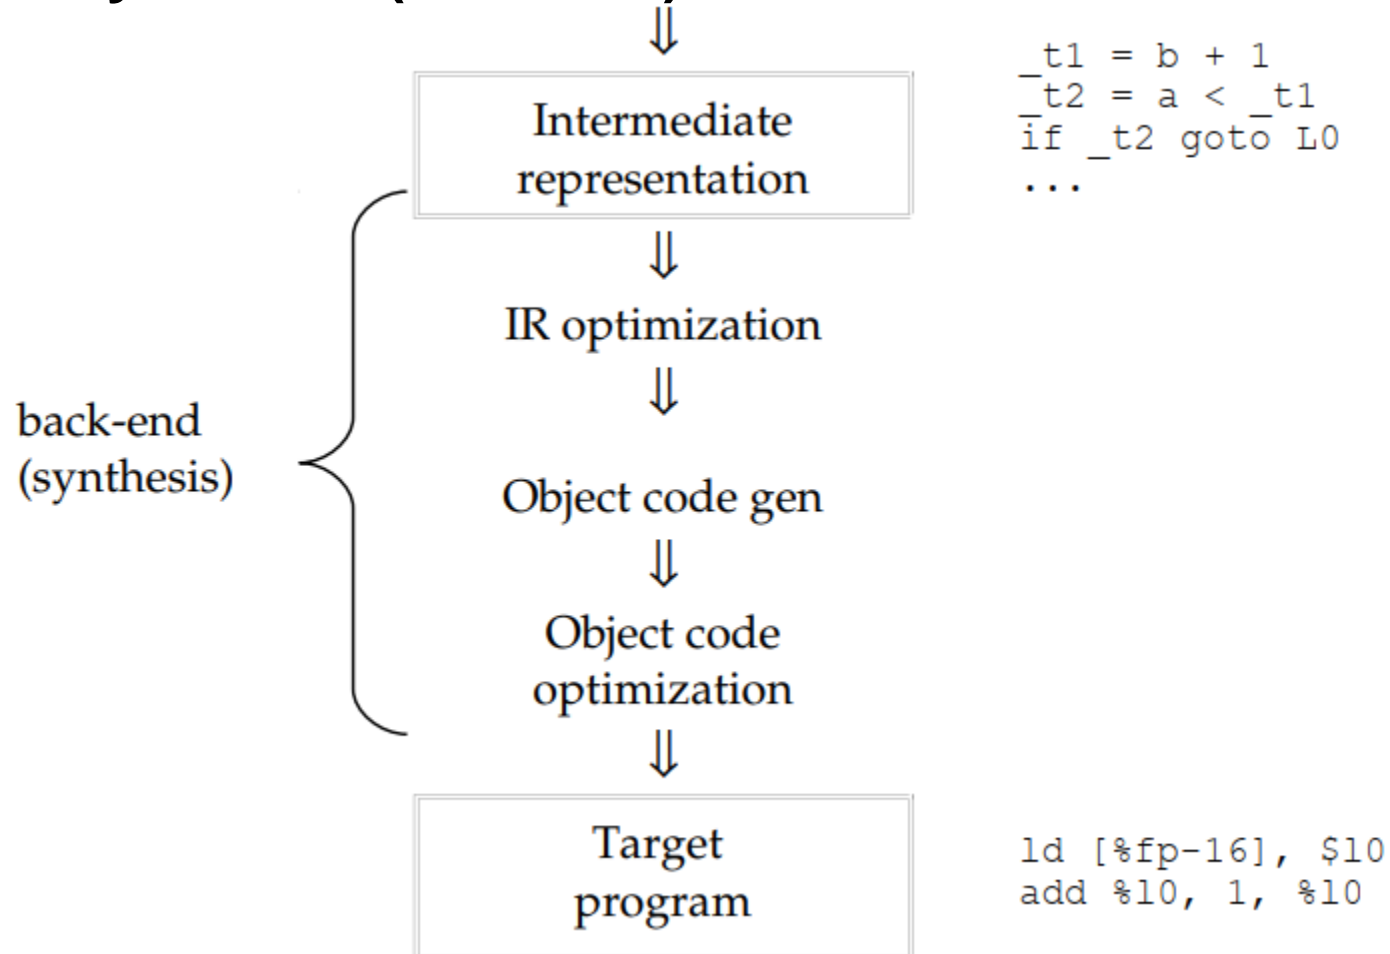 Intermediate
representation
_t1 = b + 1
_t2 = a < _t1
if _t2 goto L0
...
IR optimization
back-end
(synthesis)
Object code gen
Object code
optimization
Target
program
ld [%fp-16], $l0
add %l0, 1, %l0